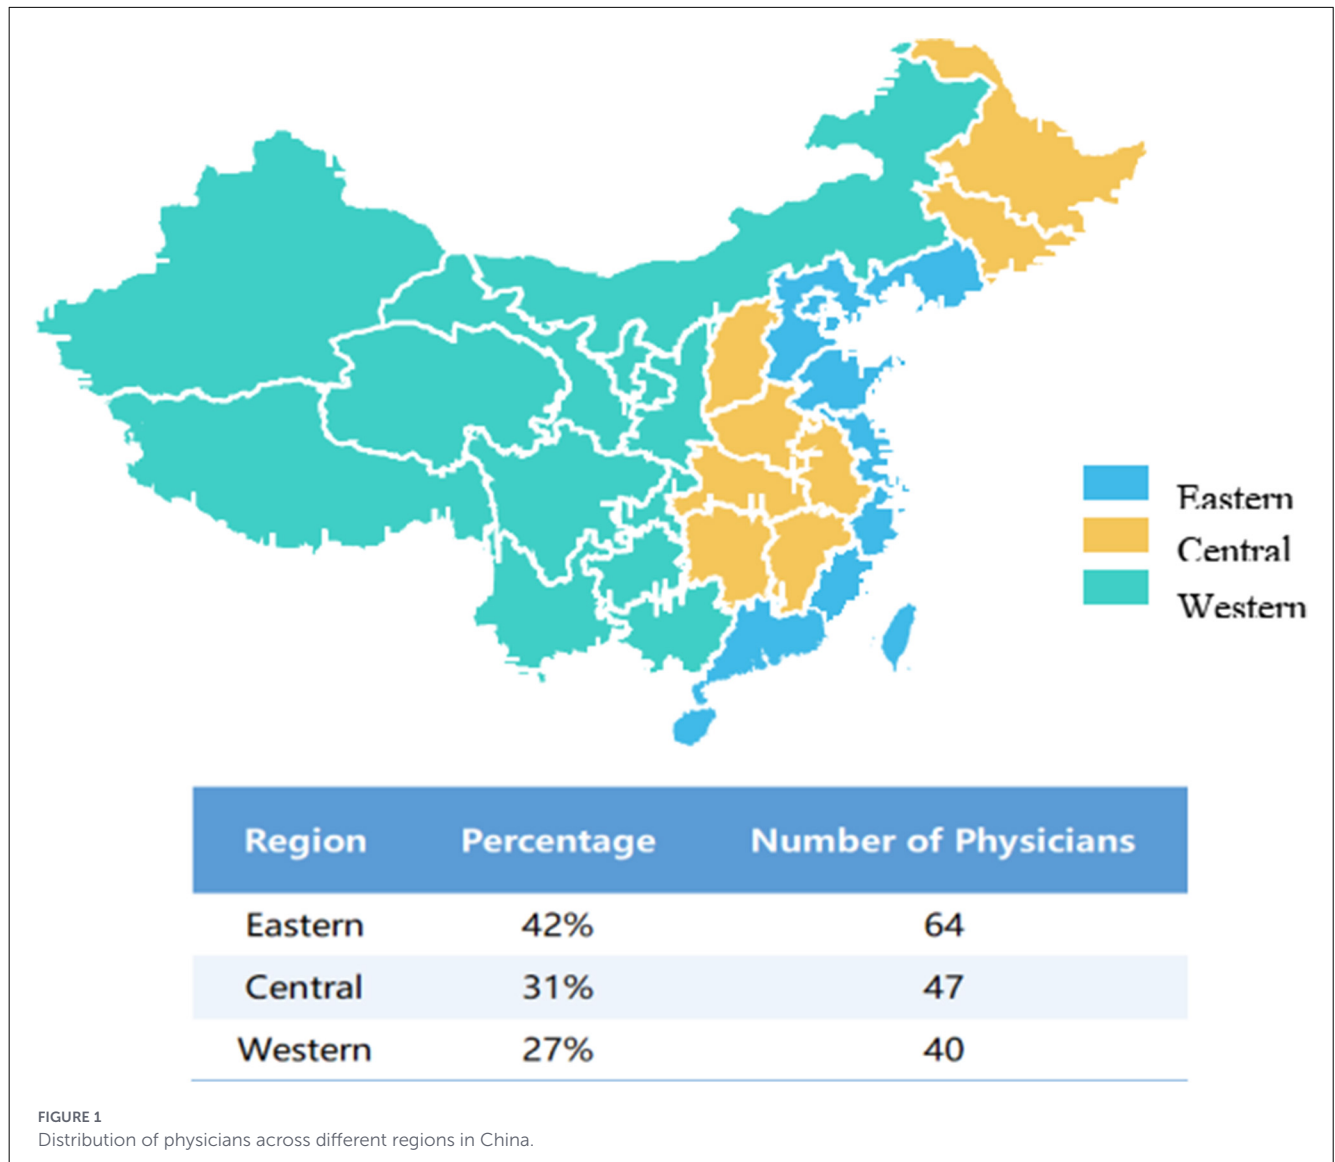 Eastern
Central
Western
Region Percentage Number of Physicians
Eastern 42% 64
Central 31% 47
Western 27% 40
FIGURE 1
Distribution of physicians across different regions in China.